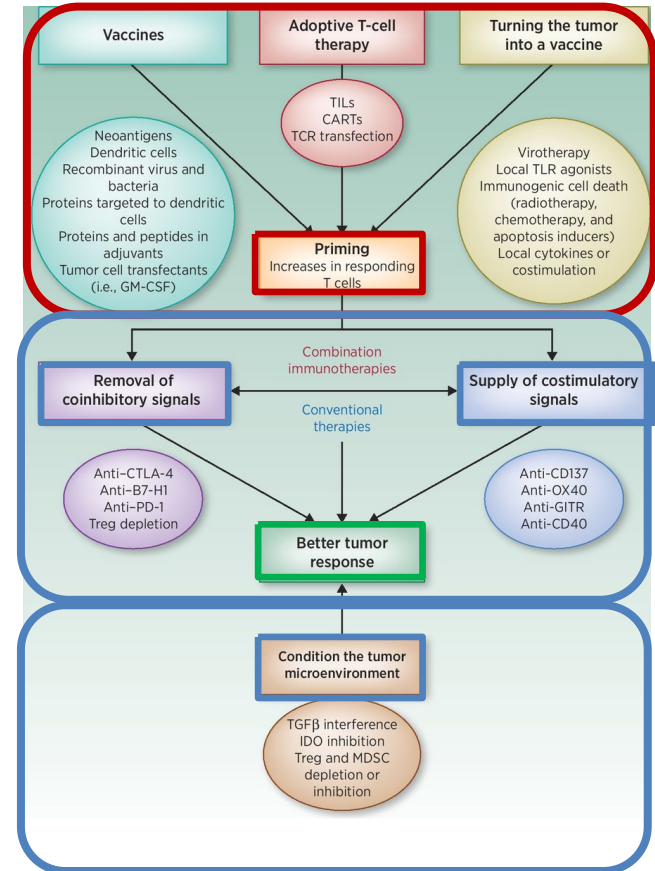 Vaccines
Adoptive T-cell
therapy
Turning the tumor
into a vaccine
TILs
CARTs
TCR transfection
Neoantigens
Dendritic cells
Recombinant virus and
bacteria
Proteins targeted to dendritic
cells
Proteins and peptides in
adjuvants
Tumor cell transfectants
(i.e., GM-CSF)
Virotherapy
Local TLR agonists
Immunogenic cell death
(radiotherapy,
chemotherapy, and
apoptosis inducers)
Local cytokines or
costimulation
Priming
Increases in responding
T cells
Combination
immunotherapies
Removal of
coinhibitory signals
Supply of costimulatory
signals
Conventional
therapies
Anti–CTLA-4
Anti–B7-H1
Anti–PD-1
Treg depletion
Anti-CD137
Anti-OX40
Anti-GITR
Anti-CD40
Better tumor
response
Condition the tumor
microenvironment
TGFβ interference
IDO inhibition
Treg and MDSC
depletion or
inhibition